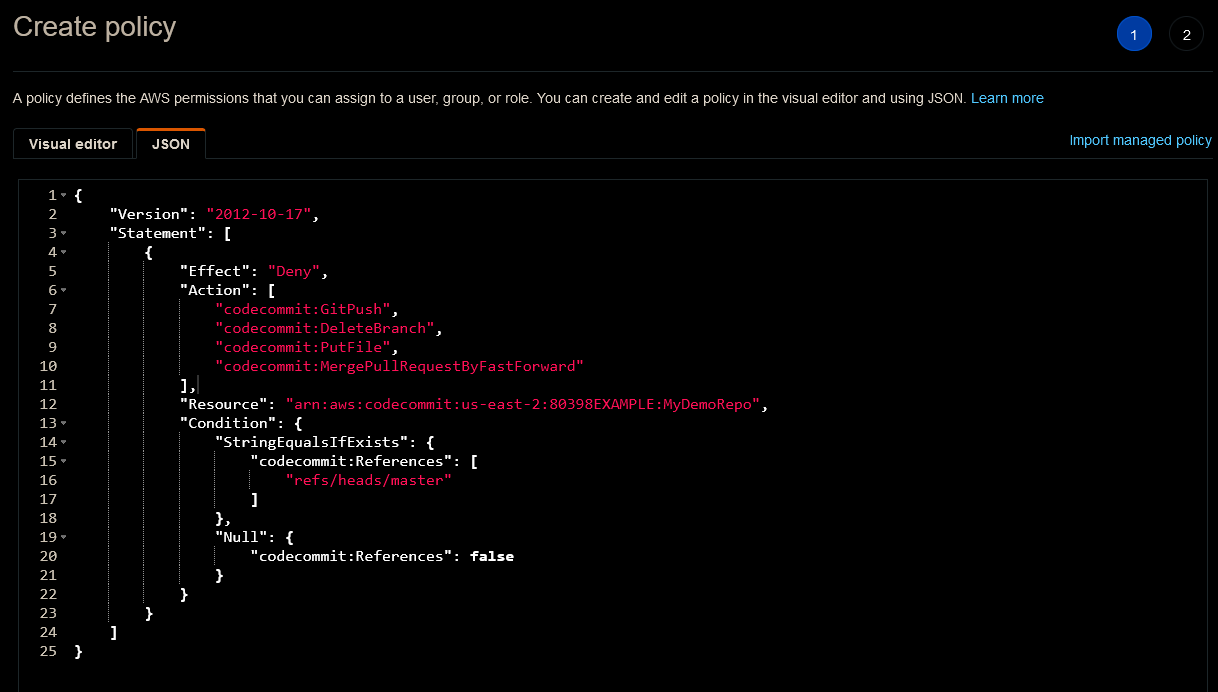 Create policy
1
2
A policy defines the AWS permissions that you can assign to a user, group, or role. You can create and edit a policy in the visual editor and using JSON. Learn more
Visual editor
JSON
Import managed policy
1 {
2     "Version": "2012-10-17",
3     "Statement": [
4         {
5             "Effect": "Deny",
6             "Action": [
7                 "codecommit:GitPush",
8                 "codecommit:DeleteBranch",
9                 "codecommit:PutFile",
10                 "codecommit:MergePullRequestByFastForward"
11             ],
12             "Resource": "arn:aws:codecommit:us-east-2:80398EXAMPLE:MyDemoRepo",
13             "Condition": {
14                 "StringEqualsIfExists": {
15                     "codecommit:References": [
16                         "refs/heads/master"
17                     ]
18                 },
19                 "Null": {
20                     "codecommit:References": false
21                 }
22             }
23         }
24     ]
25 }